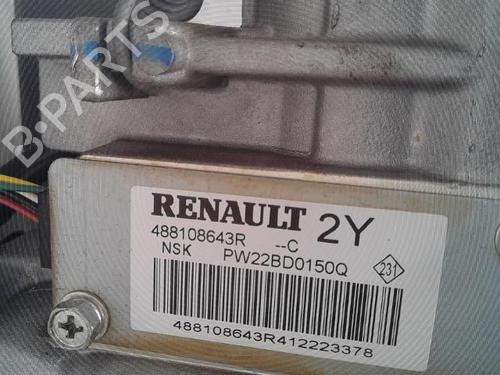 B-PARTS
RENAULT 2Y
488108643R --C
NSK PW22BD0150Q
231
488108643R412223378